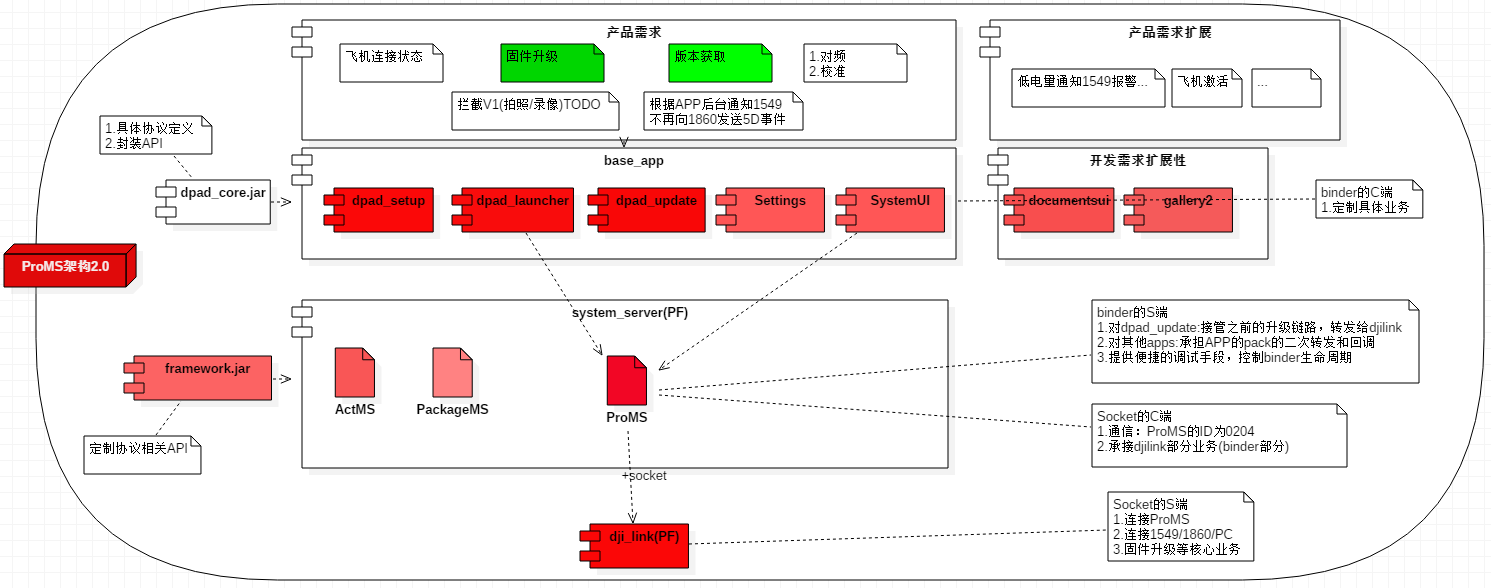 产品需求
飞机连接状态
固件升级
版本获取
1.对频
2.校准
拦截V1(拍照/录像)TODO
根据APP后台通知1549
不再向1860发送5D事件
产品需求扩展
低电量通知1549报警...
飞机激活
...
1.具体协议定义
2.封装API
dpad_core.jar
base_app
dpad_setup
dpad_launcher
dpad_update
Settings
SystemUI
开发需求扩展性
documentsui
gallery2
binder的C端
1.定制具体业务
ProMS架构2.0
system_server(PF)
ActMS
PackageMS
ProMS
framework.jar
定制协议相关API
binder的S端
1.对dpad_update:接管之前的升级链路，转发给djilink
2.对其他apps:承担APP的pack的二次转发和回调
3.提供便捷的调试手段，控制binder生命周期
Socket的C端
1.通信：ProMS的ID为0204
2.承接djilink部分业务(binder部分)
+socket
dji_link(PF)
Socket的S端
1.连接ProMS
2.连接1549/1860/PC
3.固件升级等核心业务